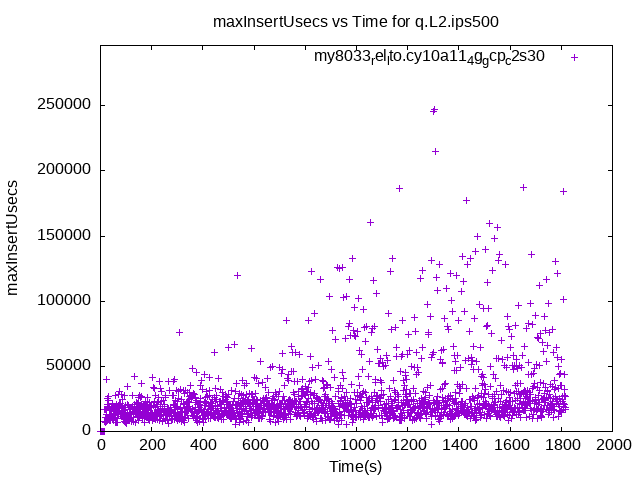 maxInsertUsecs vs Time for q.L2.ips500
my8033relto.cy10a114ggcpc2s30
250000
200000
150000
100000
50000
0
0 200 400 600 800 1000 1200 1400 1600 1800 2000
maxInsertUsecs
Time(s)